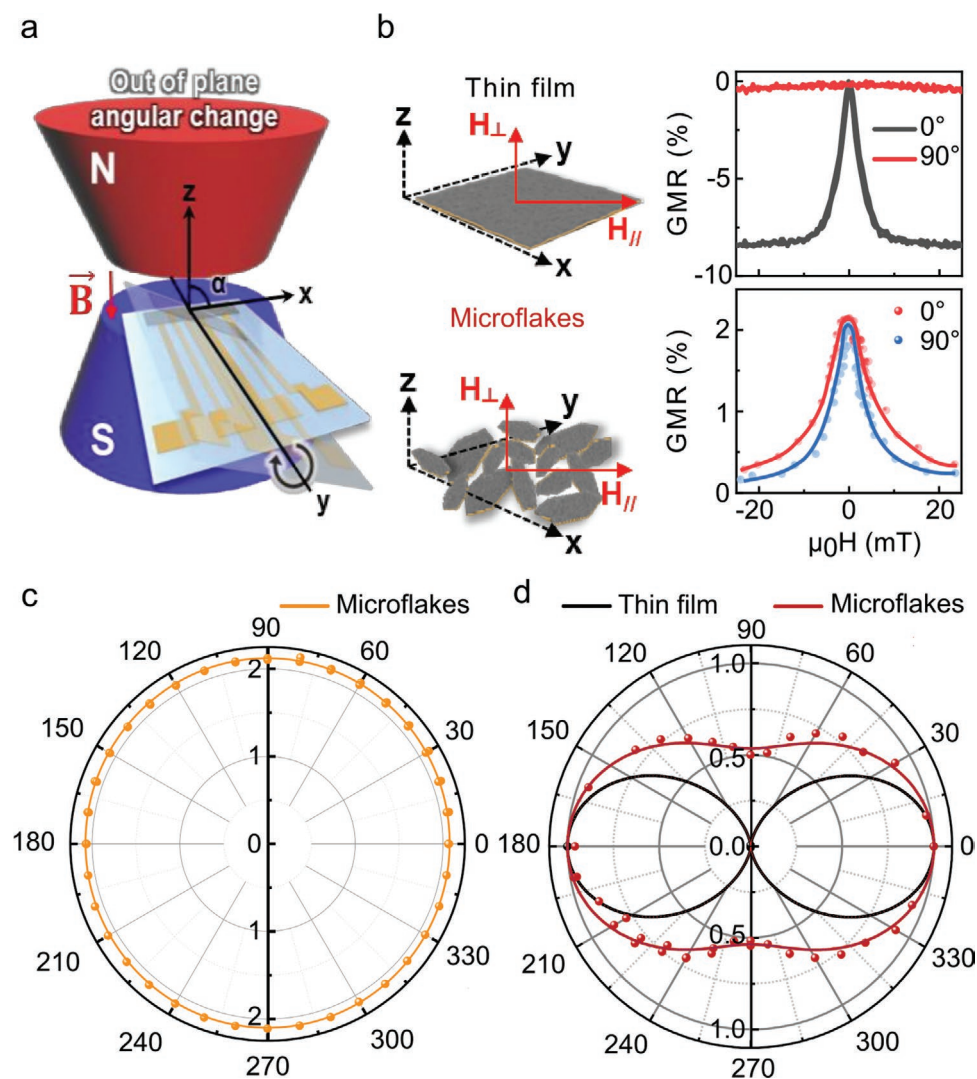 a
Out of plane
angular change
N
z
α
x
B
S
y
b
Thin film
z
H⊥
y
H//
x
Microflakes
z
H⊥
y
H//
x
0
-5
-10
GMR (%)
0°
90°
2
1
0
GMR (%)
0°
90°
-20
0
20
μ0H (mT)
c
Microflakes
90
120
60
150
30
180
0
210
330
240
300
270
2
1
0
1
2
d
Thin film
Microflakes
90
120
60
150
30
180
0
210
330
240
300
270
1.0
0.5
0.0
0.5
1.0